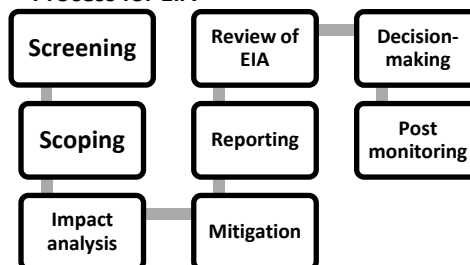 Process for EIA
Screening
Scoping
Impact
analysis
Mitigation
Reporting
Review of
EIA
Decision-
making
Post
monitoring